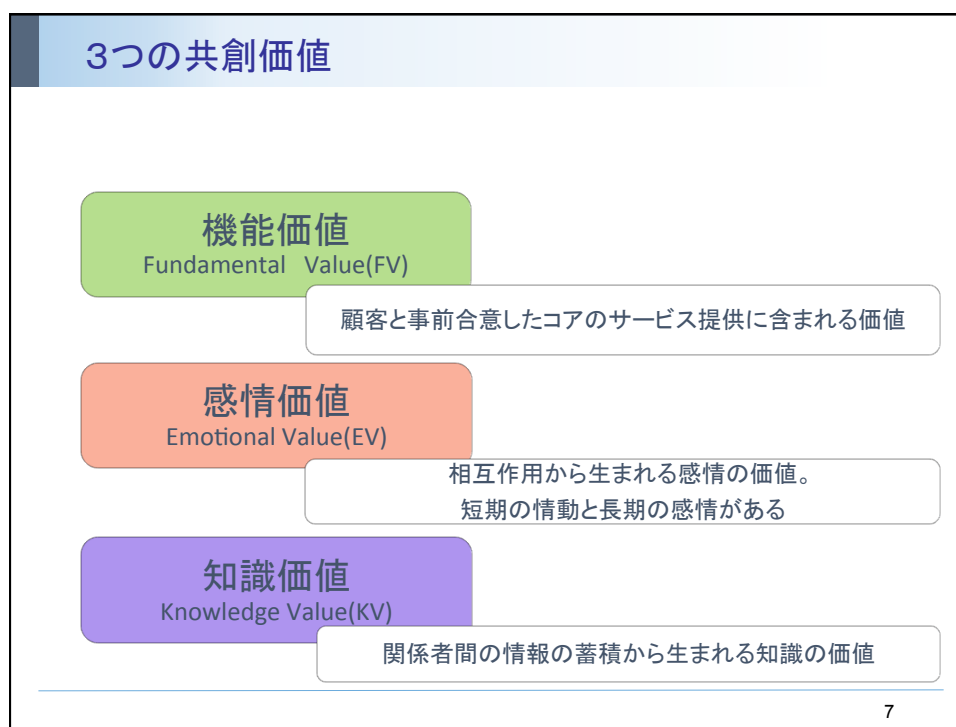 ３つの共創価値
機能価値
Fundamental Value(FV)
顧客と事前合意したコアのサービス提供に含まれる価値
感情価値
Emotional Value(EV)
相互作用から生まれる感情の価値。
短期の情動と長期の感情がある
知識価値
Knowledge Value(KV)
関係者間の情報の蓄積から生まれる知識の価値
7